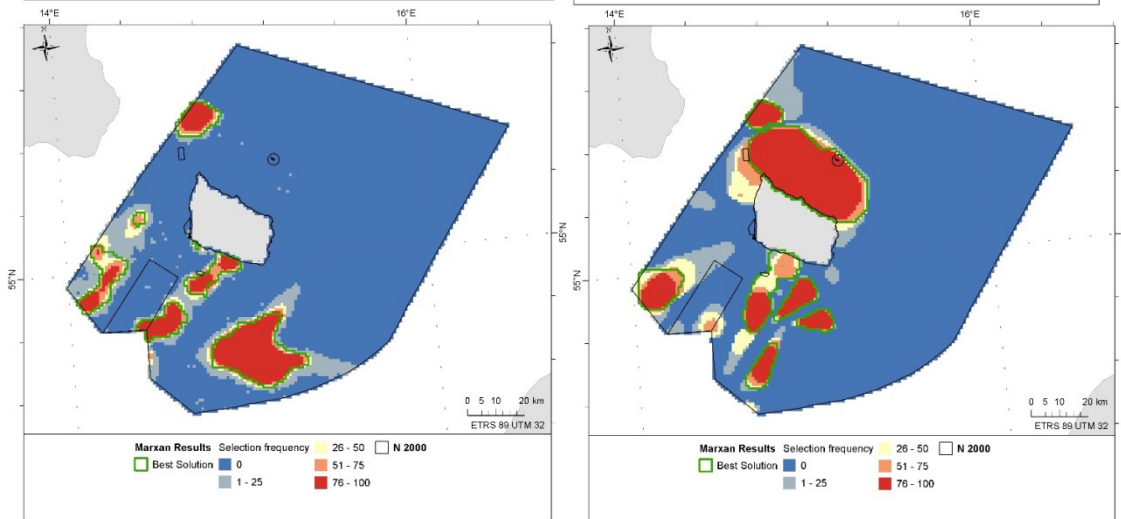 14°E
16°E
N
55°N
55°N
0 5 10 20 km
ETRS 89 UTM 32
Marxan Results Selection frequency 26 - 50 N 2000
Best Solution 0 51 - 75
1 - 25 76 - 100
14°E
16°E
N
55°N
55°N
0 5 10 20 km
ETRS 89 UTM 32
Marxan Results Selection frequency 26 - 50 N 2000
Best Solution 0 51 - 75
1 - 25 76 - 100